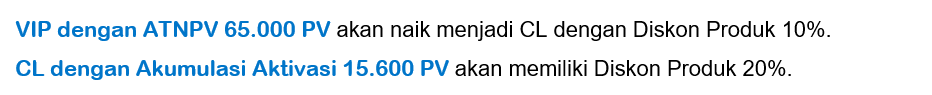 VIP dengan ATNPV 65.000 PV akan naik menjadi CL dengan Diskon Produk 10%.
CL dengan Akumulasi Aktivasi 15.600 PV akan memiliki Diskon Produk 20%.